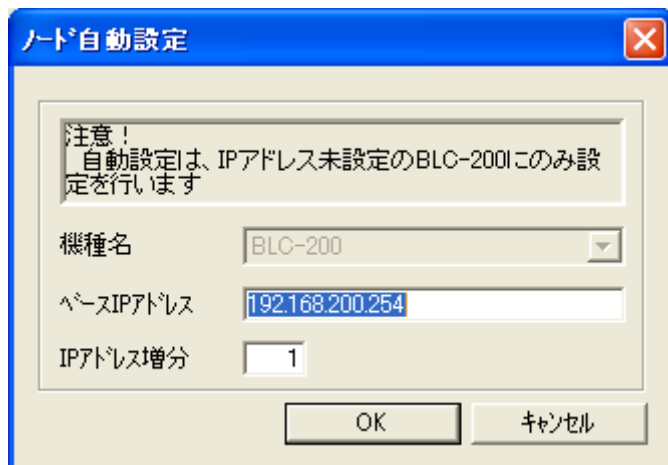 ﾉｰﾄﾞ自動設定
注意！
自動設定は、IPアドレス未設定のBLC-200にのみ設
定を行います
機種名
BLC-200
ﾍﾞｰｽIPｱﾄﾞﾚｽ
192.168.200.254
IPｱﾄﾞﾚｽ増分
1
OK
ｷｬﾝｾﾙ